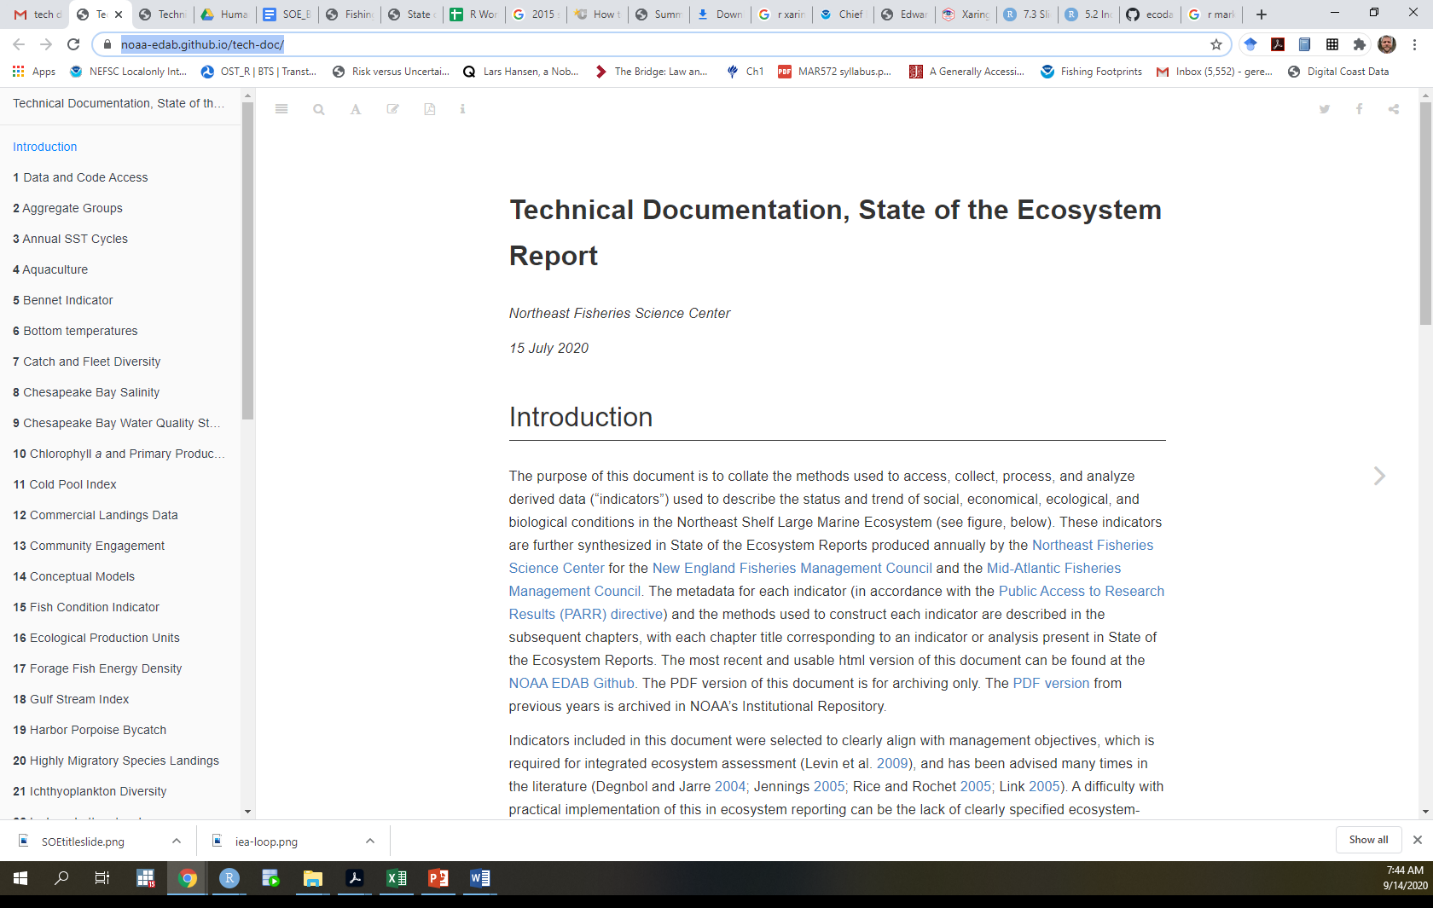 tech d
Te
Techn
Huma
SOE_E
Fishin
State
R Wor
2015
How t
Summ
Down
r xarin
Chief
Edwar
Xaring
7.3 Sli
5.2 In
ecoda
r mark
noaa-edab.github.io/tech-doc/
Apps
NEFSC Localonly Int...
OST_R | BTS | Transt...
Risk versus Uncertai...
Lars Hansen, a Nob...
The Bridge: Law an...
Ch1
MAR572 syllabus.p...
A Generally Accessi...
Fishing Footprints
Inbox (5,552) - gere...
Digital Coast Data
Technical Documentation, State of th...
Introduction
1 Data and Code Access
2 Aggregate Groups
3 Annual SST Cycles
4 Aquaculture
5 Bennet Indicator
6 Bottom temperatures
7 Catch and Fleet Diversity
8 Chesapeake Bay Salinity
9 Chesapeake Bay Water Quality St...
10 Chlorophyll a and Primary Produc...
11 Cold Pool Index
12 Commercial Landings Data
13 Community Engagement
14 Conceptual Models
15 Fish Condition Indicator
16 Ecological Production Units
17 Forage Fish Energy Density
18 Gulf Stream Index
19 Harbor Porpoise Bycatch
20 Highly Migratory Species Landings
21 Ichthyoplankton Diversity
Technical Documentation, State of the Ecosystem
Report
Northeast Fisheries Science Center
15 July 2020
Introduction
The purpose of this document is to collate the methods used to access, collect, process, and analyze
derived data (“indicators”) used to describe the status and trend of social, economical, ecological, and
biological conditions in the Northeast Shelf Large Marine Ecosystem (see figure, below). These indicators
are further synthesized in State of the Ecosystem Reports produced annually by the Northeast Fisheries
Science Center for the New England Fisheries Management Council and the Mid-Atlantic Fisheries
Management Council. The metadata for each indicator (in accordance with the Public Access to Research
Results (PARR) directive) and the methods used to construct each indicator are described in the
subsequent chapters, with each chapter title corresponding to an indicator or analysis present in State of
the Ecosystem Reports. The most recent and usable html version of this document can be found at the
NOAA EDAB Github. The PDF version of this document is for archiving only. The PDF version from
previous years is archived in NOAA’s Institutional Repository.
Indicators included in this document were selected to clearly align with management objectives, which is
required for integrated ecosystem assessment (Levin et al. 2009), and has been advised many times in
the literature (Degnbol and Jarre 2004; Jennings 2005; Rice and Rochet 2005; Link 2005). A difficulty with
practical implementation of this in ecosystem reporting can be the lack of clearly specified ecosystem-
SOEtitleslide.png
iea-loop.png
Show all
7:44 AM
9/14/2020